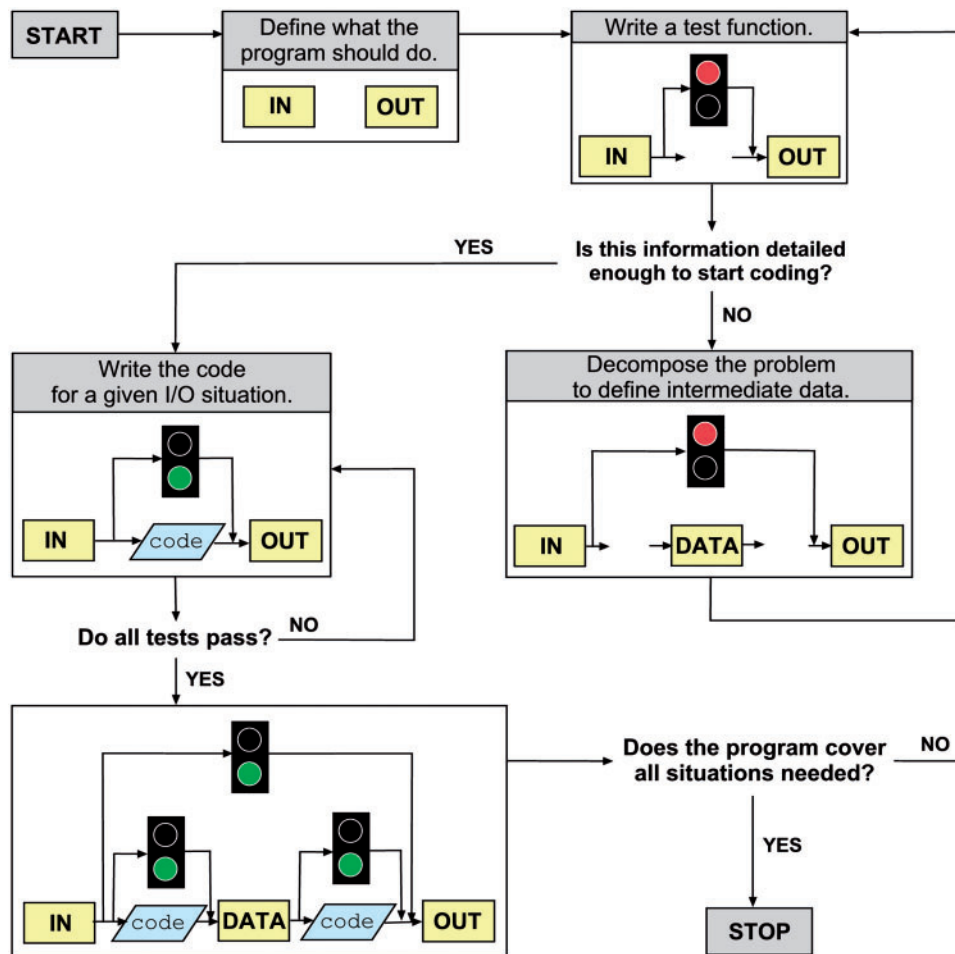 START
Define what the
program should do.
IN
OUT
Write a test function.
IN
OUT
Is this information detailed
enough to start coding?
YES
NO
Write the code
for a given I/O situation.
IN
code
OUT
Decompose the problem
to define intermediate data.
IN
DATA
OUT
Do all tests pass?
NO
YES
IN
code
DATA
code
OUT
Does the program cover
all situations needed?
NO
YES
STOP